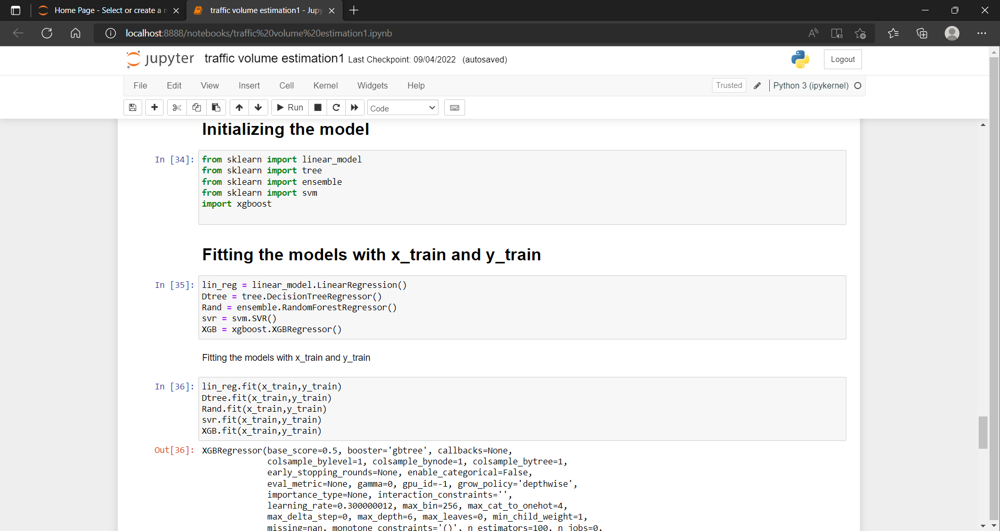 Home Page - Select or create a n
traffic volume estimation1 - Jupy
localhost:8888/notebooks/traffic%20volume%20estimation1.ipynb
jupyter traffic volume estimation1 Last Checkpoint: 09/04/2022 (autosaved)
Logout
File Edit View Insert Cell Kernel Widgets Help
Trusted
Python 3 (ipykernel)
Run
Code
Initializing the model
In [34]: from sklearn import linear_model
from sklearn import tree
from sklearn import ensemble
from sklearn import svm
import xgboost
Fitting the models with x_train and y_train
In [35]: lin_reg = linear_model.LinearRegression()
Dtree = tree.DecisionTreeRegressor()
Rand = ensemble.RandomForestRegressor()
svr = svm.SVR()
XGB = xgboost.XGBRegressor()
Fitting the models with x_train and y_train
In [36]: lin_reg.fit(x_train,y_train)
Dtree.fit(x_train,y_train)
Rand.fit(x_train,y_train)
svr.fit(x_train,y_train)
XGB.fit(x_train,y_train)
Out[36]: XGBRegressor(base_score=0.5, booster='gbtree', callbacks=None,
colsample_bylevel=1, colsample_bynode=1, colsample_bytree=1,
early_stopping_rounds=None, enable_categorical=False,
eval_metric=None, gamma=0, gpu_id=-1, grow_policy='depthwise',
importance_type=None, interaction_constraints='',
learning_rate=0.300000012, max_bin=256, max_cat_to_onehot=4,
max_delta_step=0, max_depth=6, max_leaves=0, min_child_weight=1,
missing=nan, monotone_constraints='()', n_estimators=100, n_jobs=0,